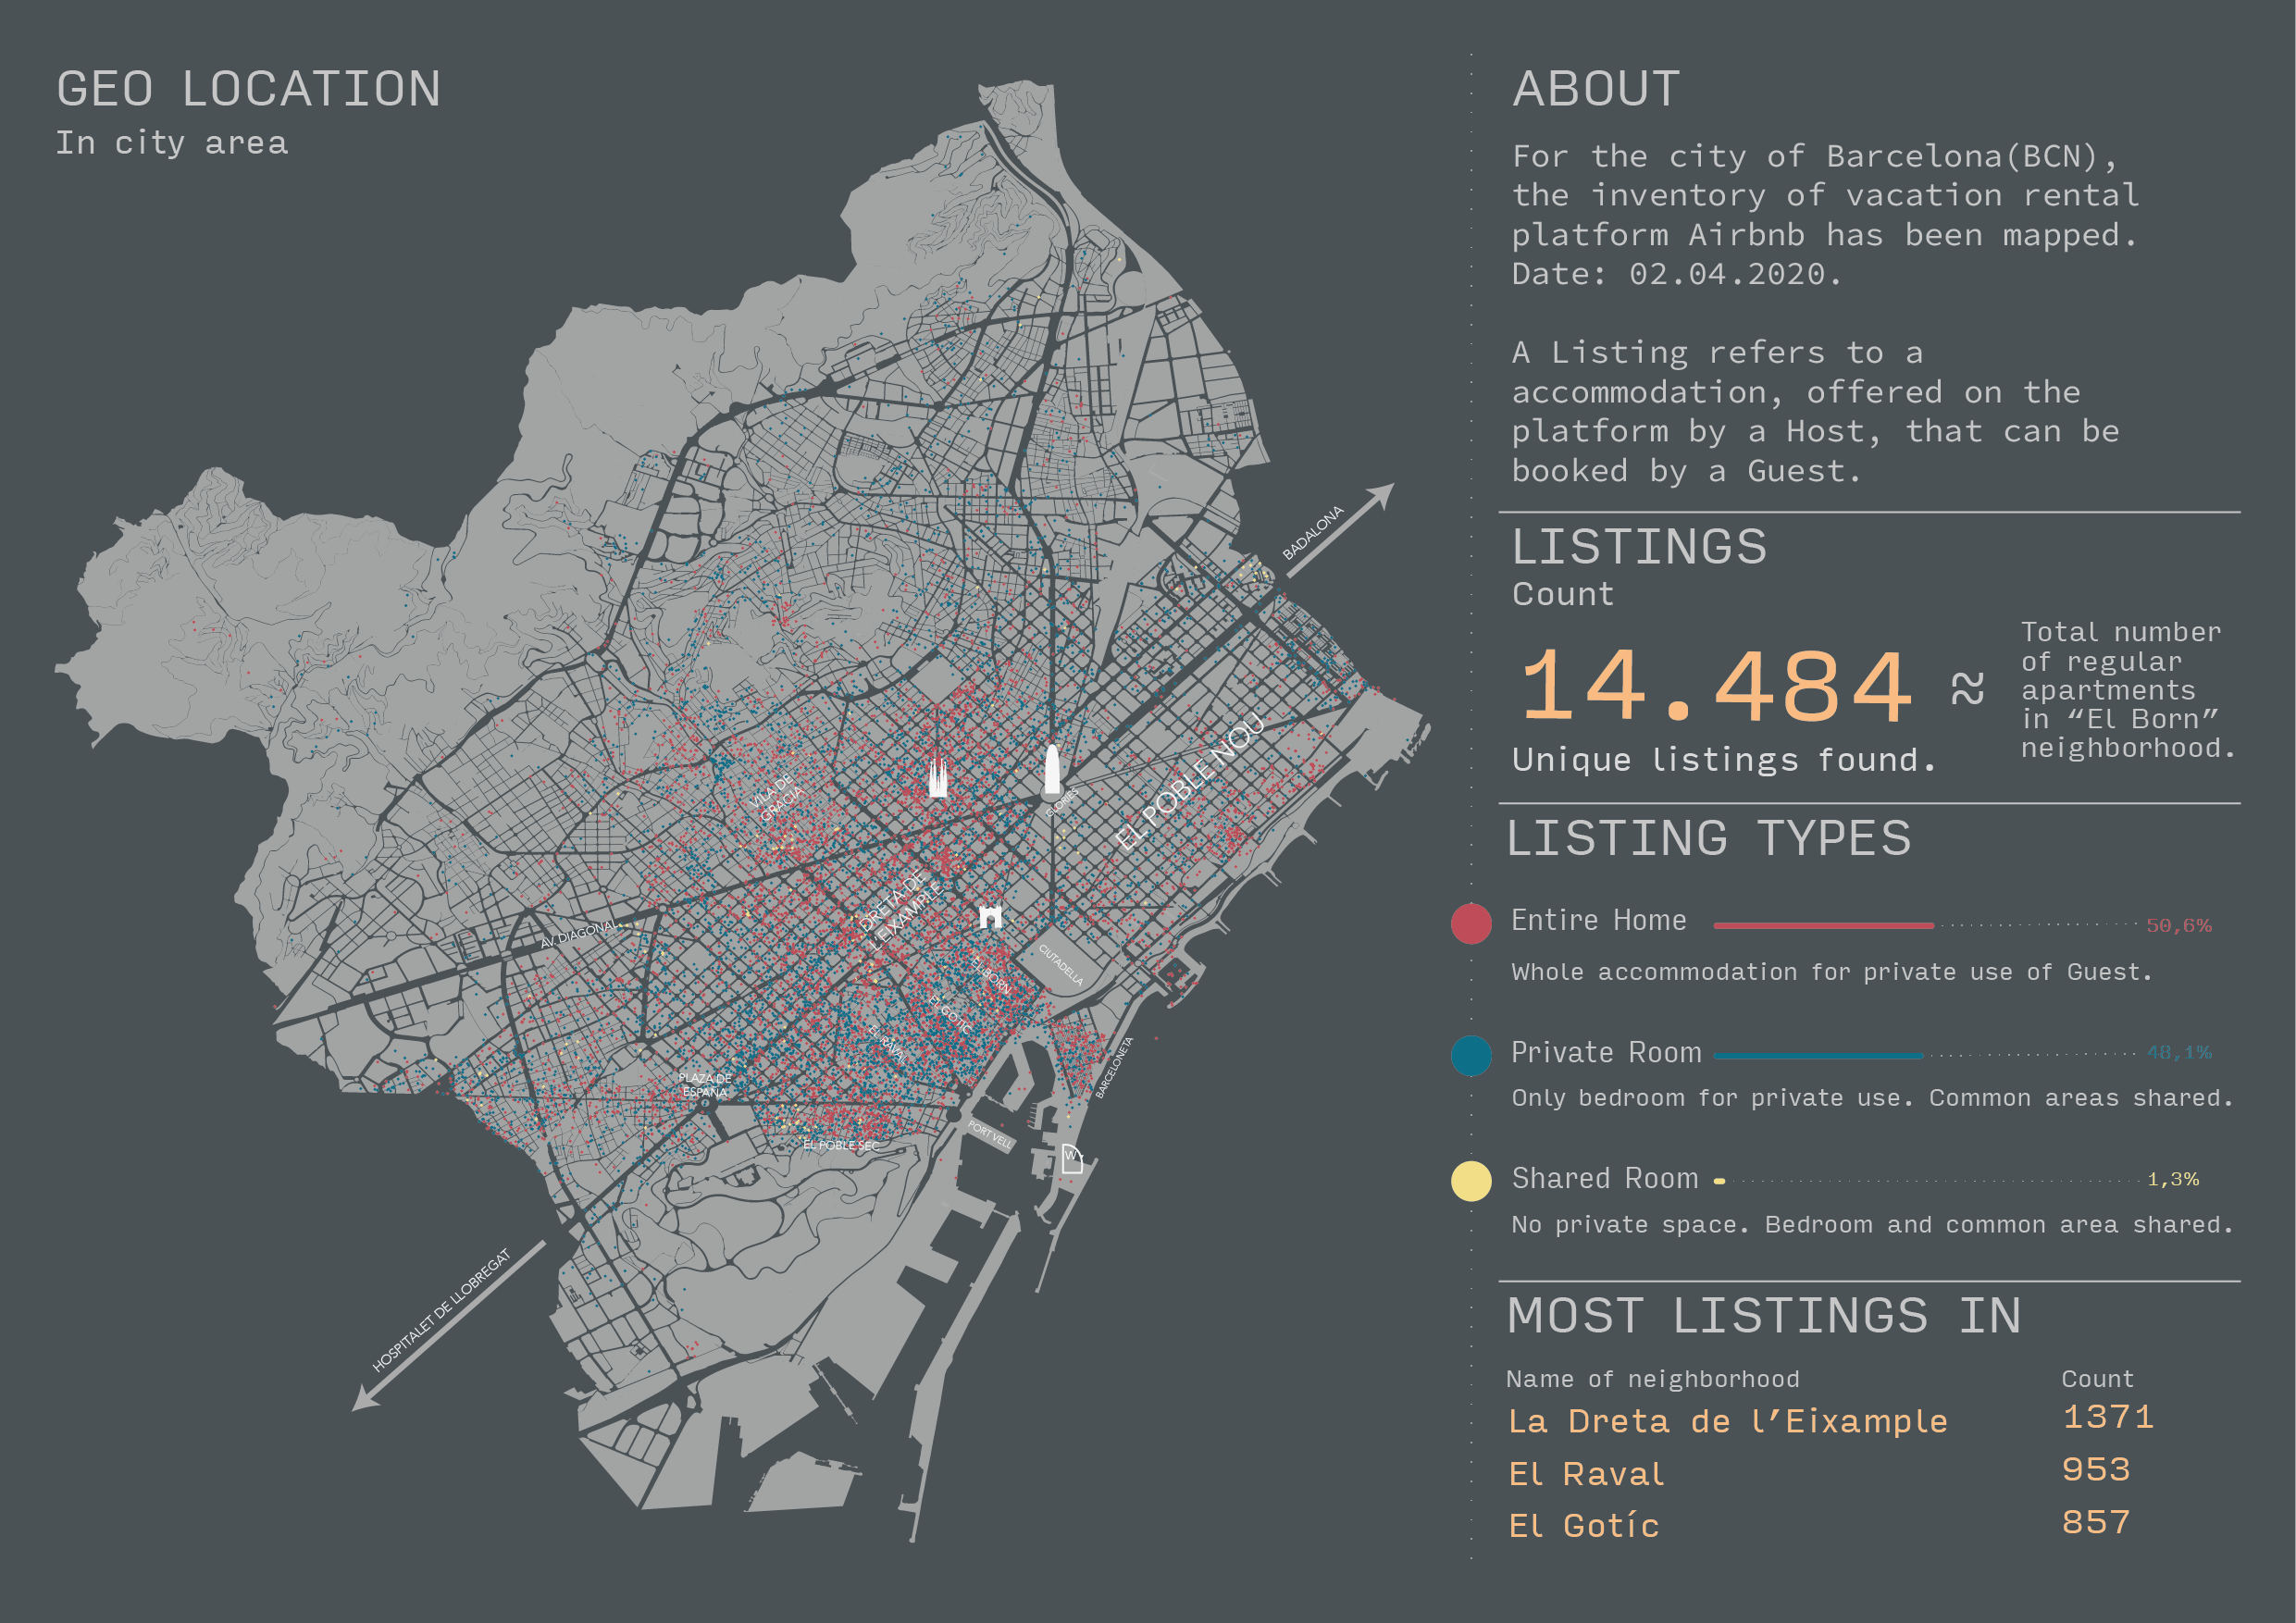 GEO LOCATION
In city area
BADALONA
EL POBLE NOU
VILA DE
GRACIA
GLORIES
DRETA DE
L'EIXAMPLE
AV. DIAGONAL
CIUTADELLA
EL BORN
EL GOTIC
EL RAVAL
BARCELONETA
PLAZA DE
ESPAÑA
EL POBLE SEC
PORT VELL
W
HOSPITALET DE LLOBREGAT
ABOUT
For the city of Barcelona(BCN),
the inventory of vacation rental
platform Airbnb has been mapped.
Date: 02.04.2020.
A Listing refers to a
accommodation, offered on the
platform by a Host, that can be
booked by a Guest.
LISTINGS
Count
14.484 ≈
Unique listings found.
Total number
of regular
apartments
in “El Born”
neighborhood.
LISTING TYPES
Entire Home 50,6%
Whole accommodation for private use of Guest.
Private Room 48,1%
Only bedroom for private use. Common areas shared.
Shared Room 1,3%
No private space. Bedroom and common area shared.
MOST LISTINGS IN
Name of neighborhood Count
La Dreta de l’Eixample 1371
El Raval 953
El Gotíc 857